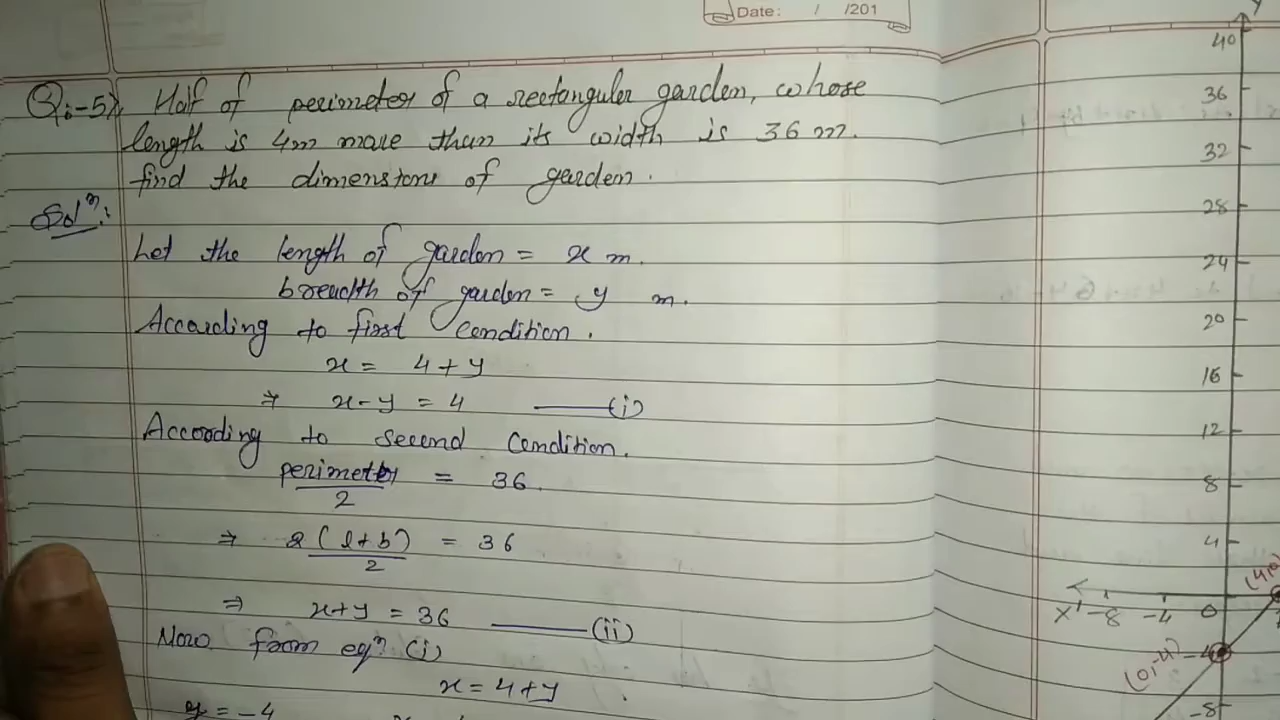 Date: / /201
Q:-5⟩ Half of perimeter of a rectangular garden, whose
length is 4m more than its width is 36 m.
find the dimensions of garden.
Solⁿ:
Let the length of garden = x m.
breadth of garden = y m.
According to first Condition.
x = 4 + y
⇒ x - y = 4 ——(i)
According to second Condition.
perimeter/2 = 36.
⇒ 2(l+b)/2 = 36
⇒ x+y = 36 ——(ii)
Now from eqⁿ (i)
x = 4 + y
y = -4
Y
40
36
32
28
24
20
16
12
8
4
X' -8 -4 0
(4,0)
-4
(0,-4)
-8